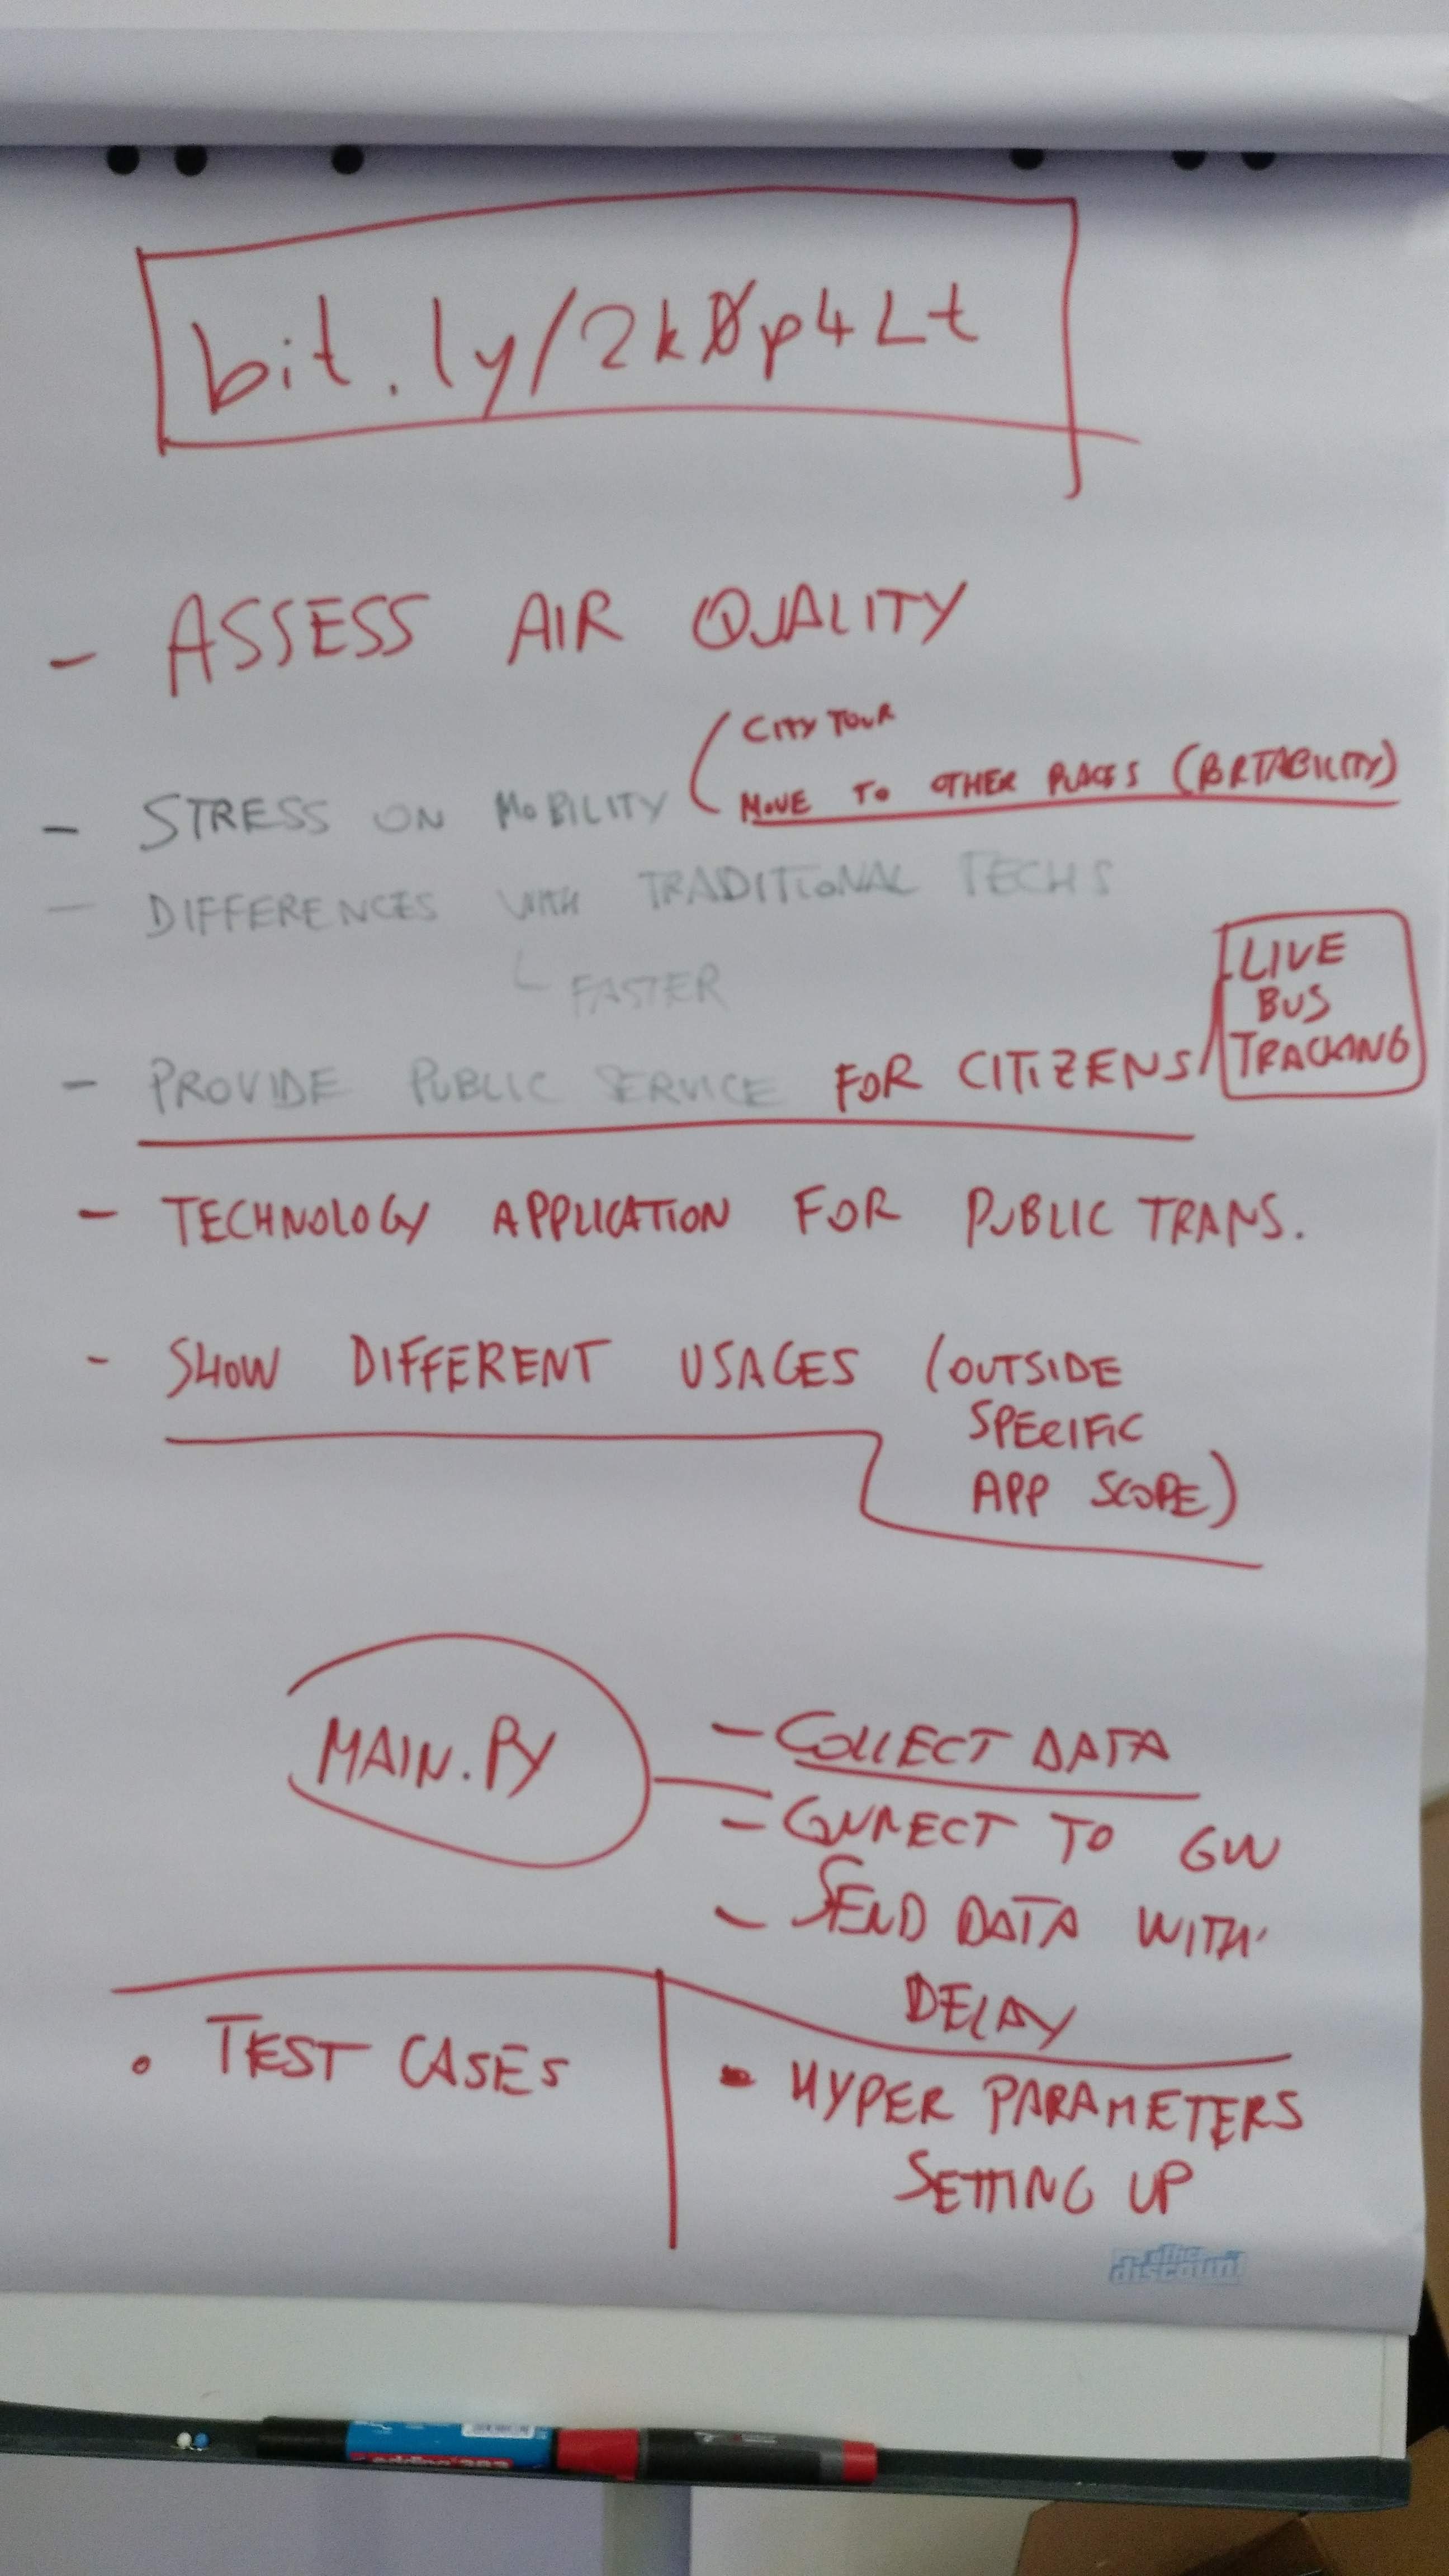 bit.ly/2k0p4Lt
- ASSESS AIR QUALITY
- STRESS ON MOBILITY
CITY TOUR
MOVE TO OTHER PLACES (PORTABILITY)
- DIFFERENCES WITH TRADITIONAL TECHS
FASTER
- PROVIDE PUBLIC SERVICE FOR CITIZENS
LIVE
BUS
TRACKING
- TECHNOLOGY APPLICATION FOR PUBLIC TRANS.
- SHOW DIFFERENT USAGES (OUTSIDE
SPECIFIC
APP SCOPE)
MAIN.PY
- COLLECT DATA
- CONNECT TO GW
- SEND DATA WITH
DELAY
• TEST CASES
• HYPER PARAMETERS
SETTING UP
office
discount